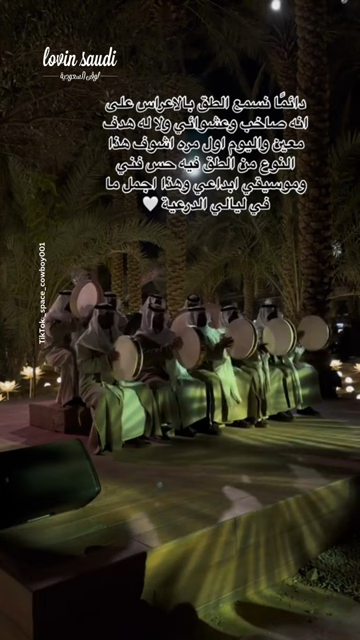 lovin saudi
لوفن السعودية
دائمًا نسمع الطق بالاعراس على
انه صاخب وعشوائي ولا له هدف
معين واليوم اول مره اشوف هذا
النوع من الطق فيه حس فني
وموسيقي ابداعي وهذا اجمل ما
في ليالي الدرعية 🤍
TikTok_space_cowboy001